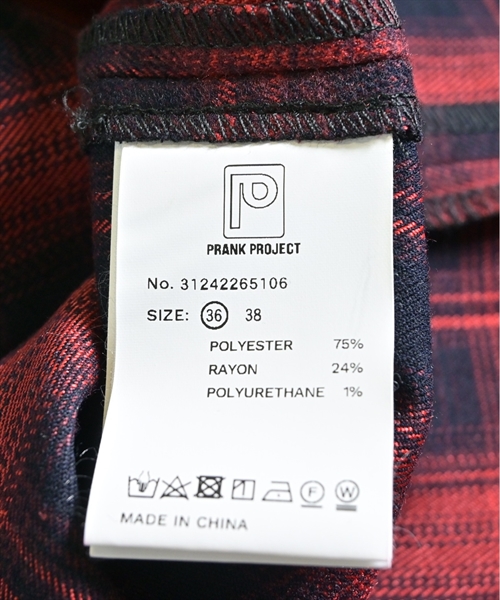 P
PRANK PROJECT
No. 31242265106
SIZE: 36 38
POLYESTER 75%
RAYON 24%
POLYURETHANE 1%
F W
MADE IN CHINA